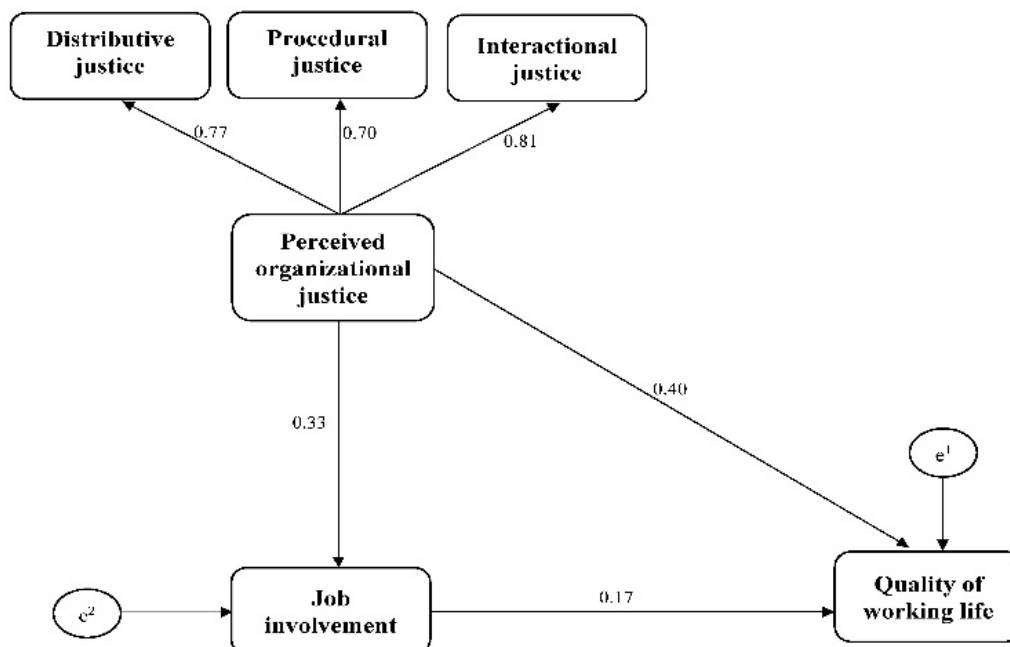 Distributive
justice
Procedural
justice
Interactional
justice
0.77
0.70
0.81
Perceived
organizational
justice
0.40
0.33
e1
Quality of
working life
Job
involvement
0.17
e2